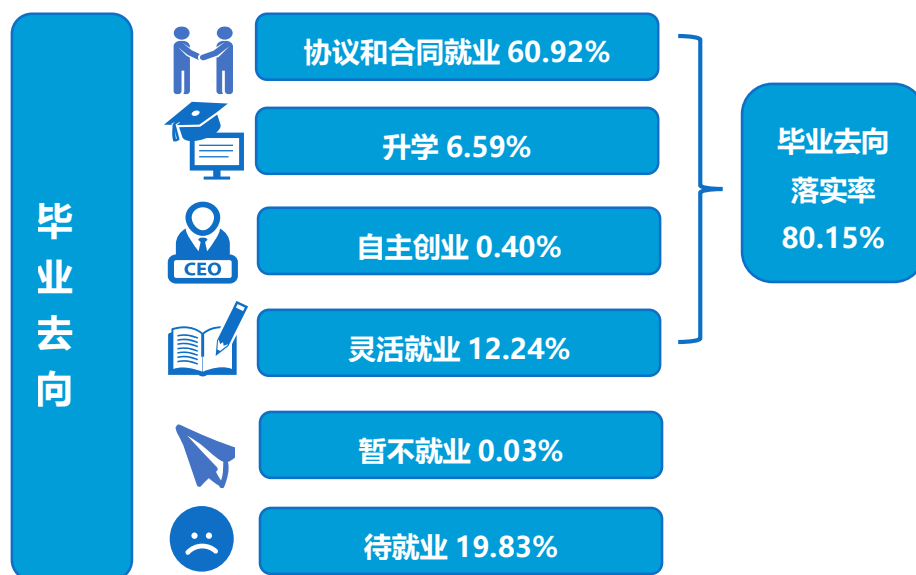 毕业去向
协议和合同就业 60.92%
升学 6.59%
CEO
自主创业 0.40%
灵活就业 12.24%
暂不就业 0.03%
待就业 19.83%
毕业去向
落实率
80.15%